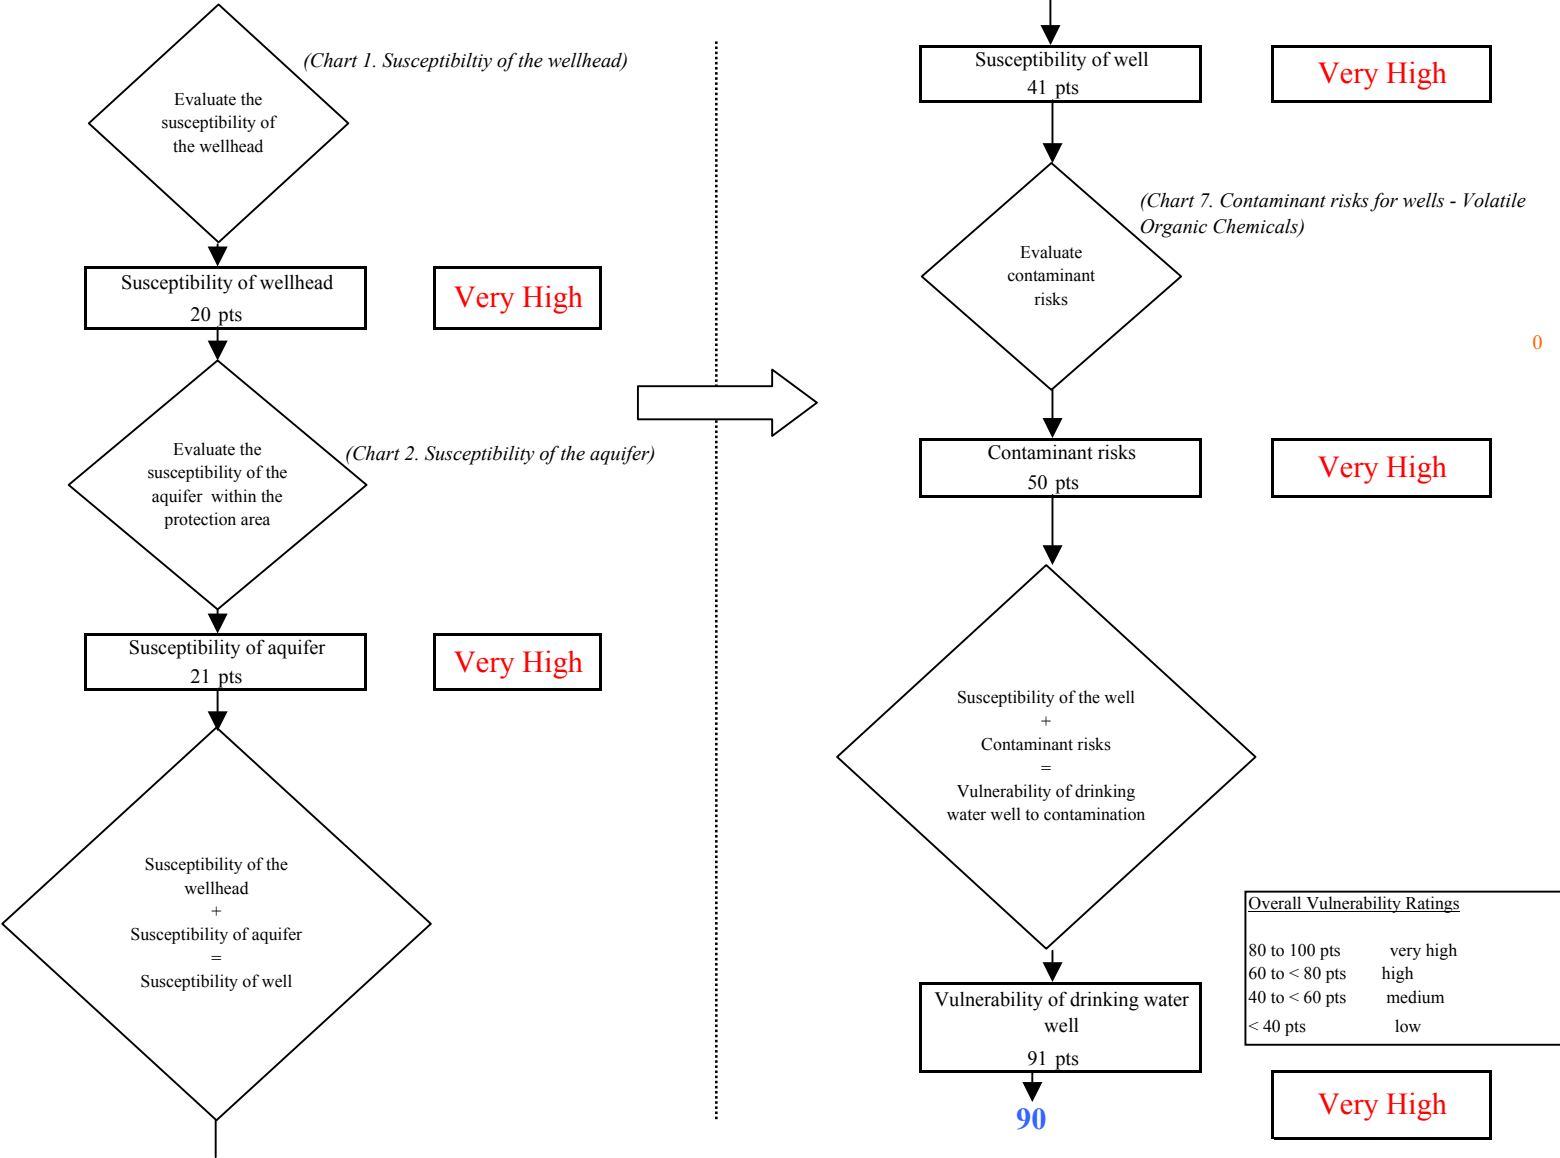 (Chart 1. Susceptibiltiy of the wellhead)
Evaluate the
susceptibility of
the wellhead
Susceptibility of wellhead
20 pts
Very High
Evaluate the
susceptibility of the
aquifer within the
protection area
(Chart 2. Susceptibility of the aquifer)
Susceptibility of aquifer
21 pts
Very High
Susceptibility of the
wellhead
+
Susceptibility of aquifer
=
Susceptibility of well
Susceptibility of well
41 pts
Very High
(Chart 7. Contaminant risks for wells - Volatile
Organic Chemicals)
Evaluate
contaminant
risks
0
Contaminant risks
50 pts
Very High
Susceptibility of the well
+
Contaminant risks
=
Vulnerability of drinking
water well to contamination
Overall Vulnerability Ratings
80 to 100 pts very high
60 to < 80 pts high
40 to < 60 pts medium
< 40 pts low
Vulnerability of drinking water
well
91 pts
90
Very High